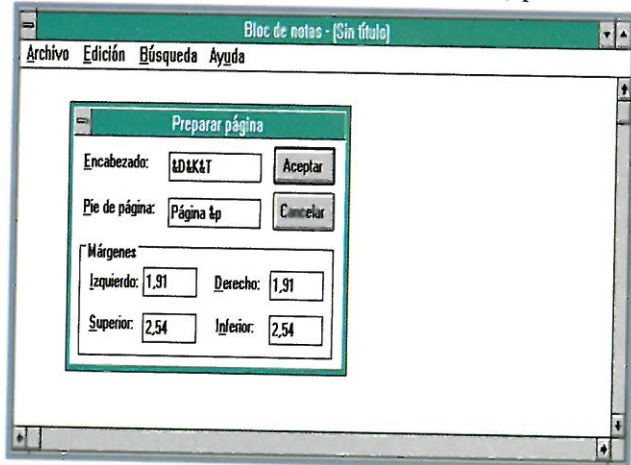 Bloc de notas - (Sin título)
Archivo Edición Búsqueda Ayuda
Preparar página
Encabezado: &D&K&T Aceptar
Pie de página: Página &p Cancelar
Márgenes
Izquierdo: 1,91 Derecho: 1,91
Superior: 2,54 Inferior: 2,54